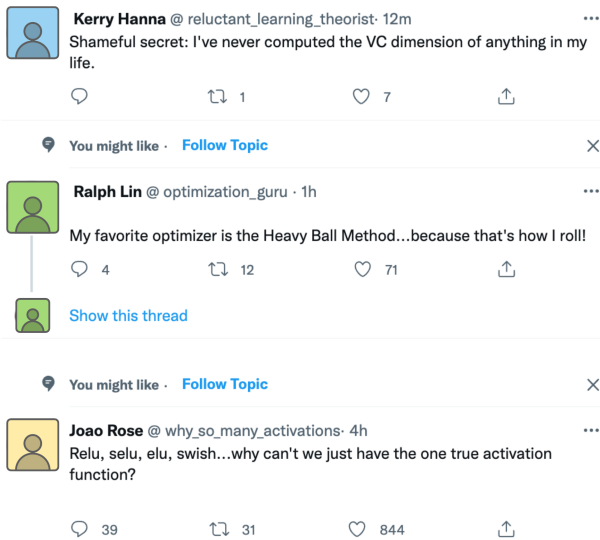 Kerry Hanna @ reluctant_learning_theorist· 12m
Shameful secret: I've never computed the VC dimension of anything in my
life.
1 7
You might like · Follow Topic
Ralph Lin @ optimization_guru · 1h
My favorite optimizer is the Heavy Ball Method...because that's how I roll!
4 12 71
Show this thread
You might like · Follow Topic
Joao Rose @ why_so_many_activations· 4h
Relu, selu, elu, swish...why can't we just have the one true activation
function?
39 31 844